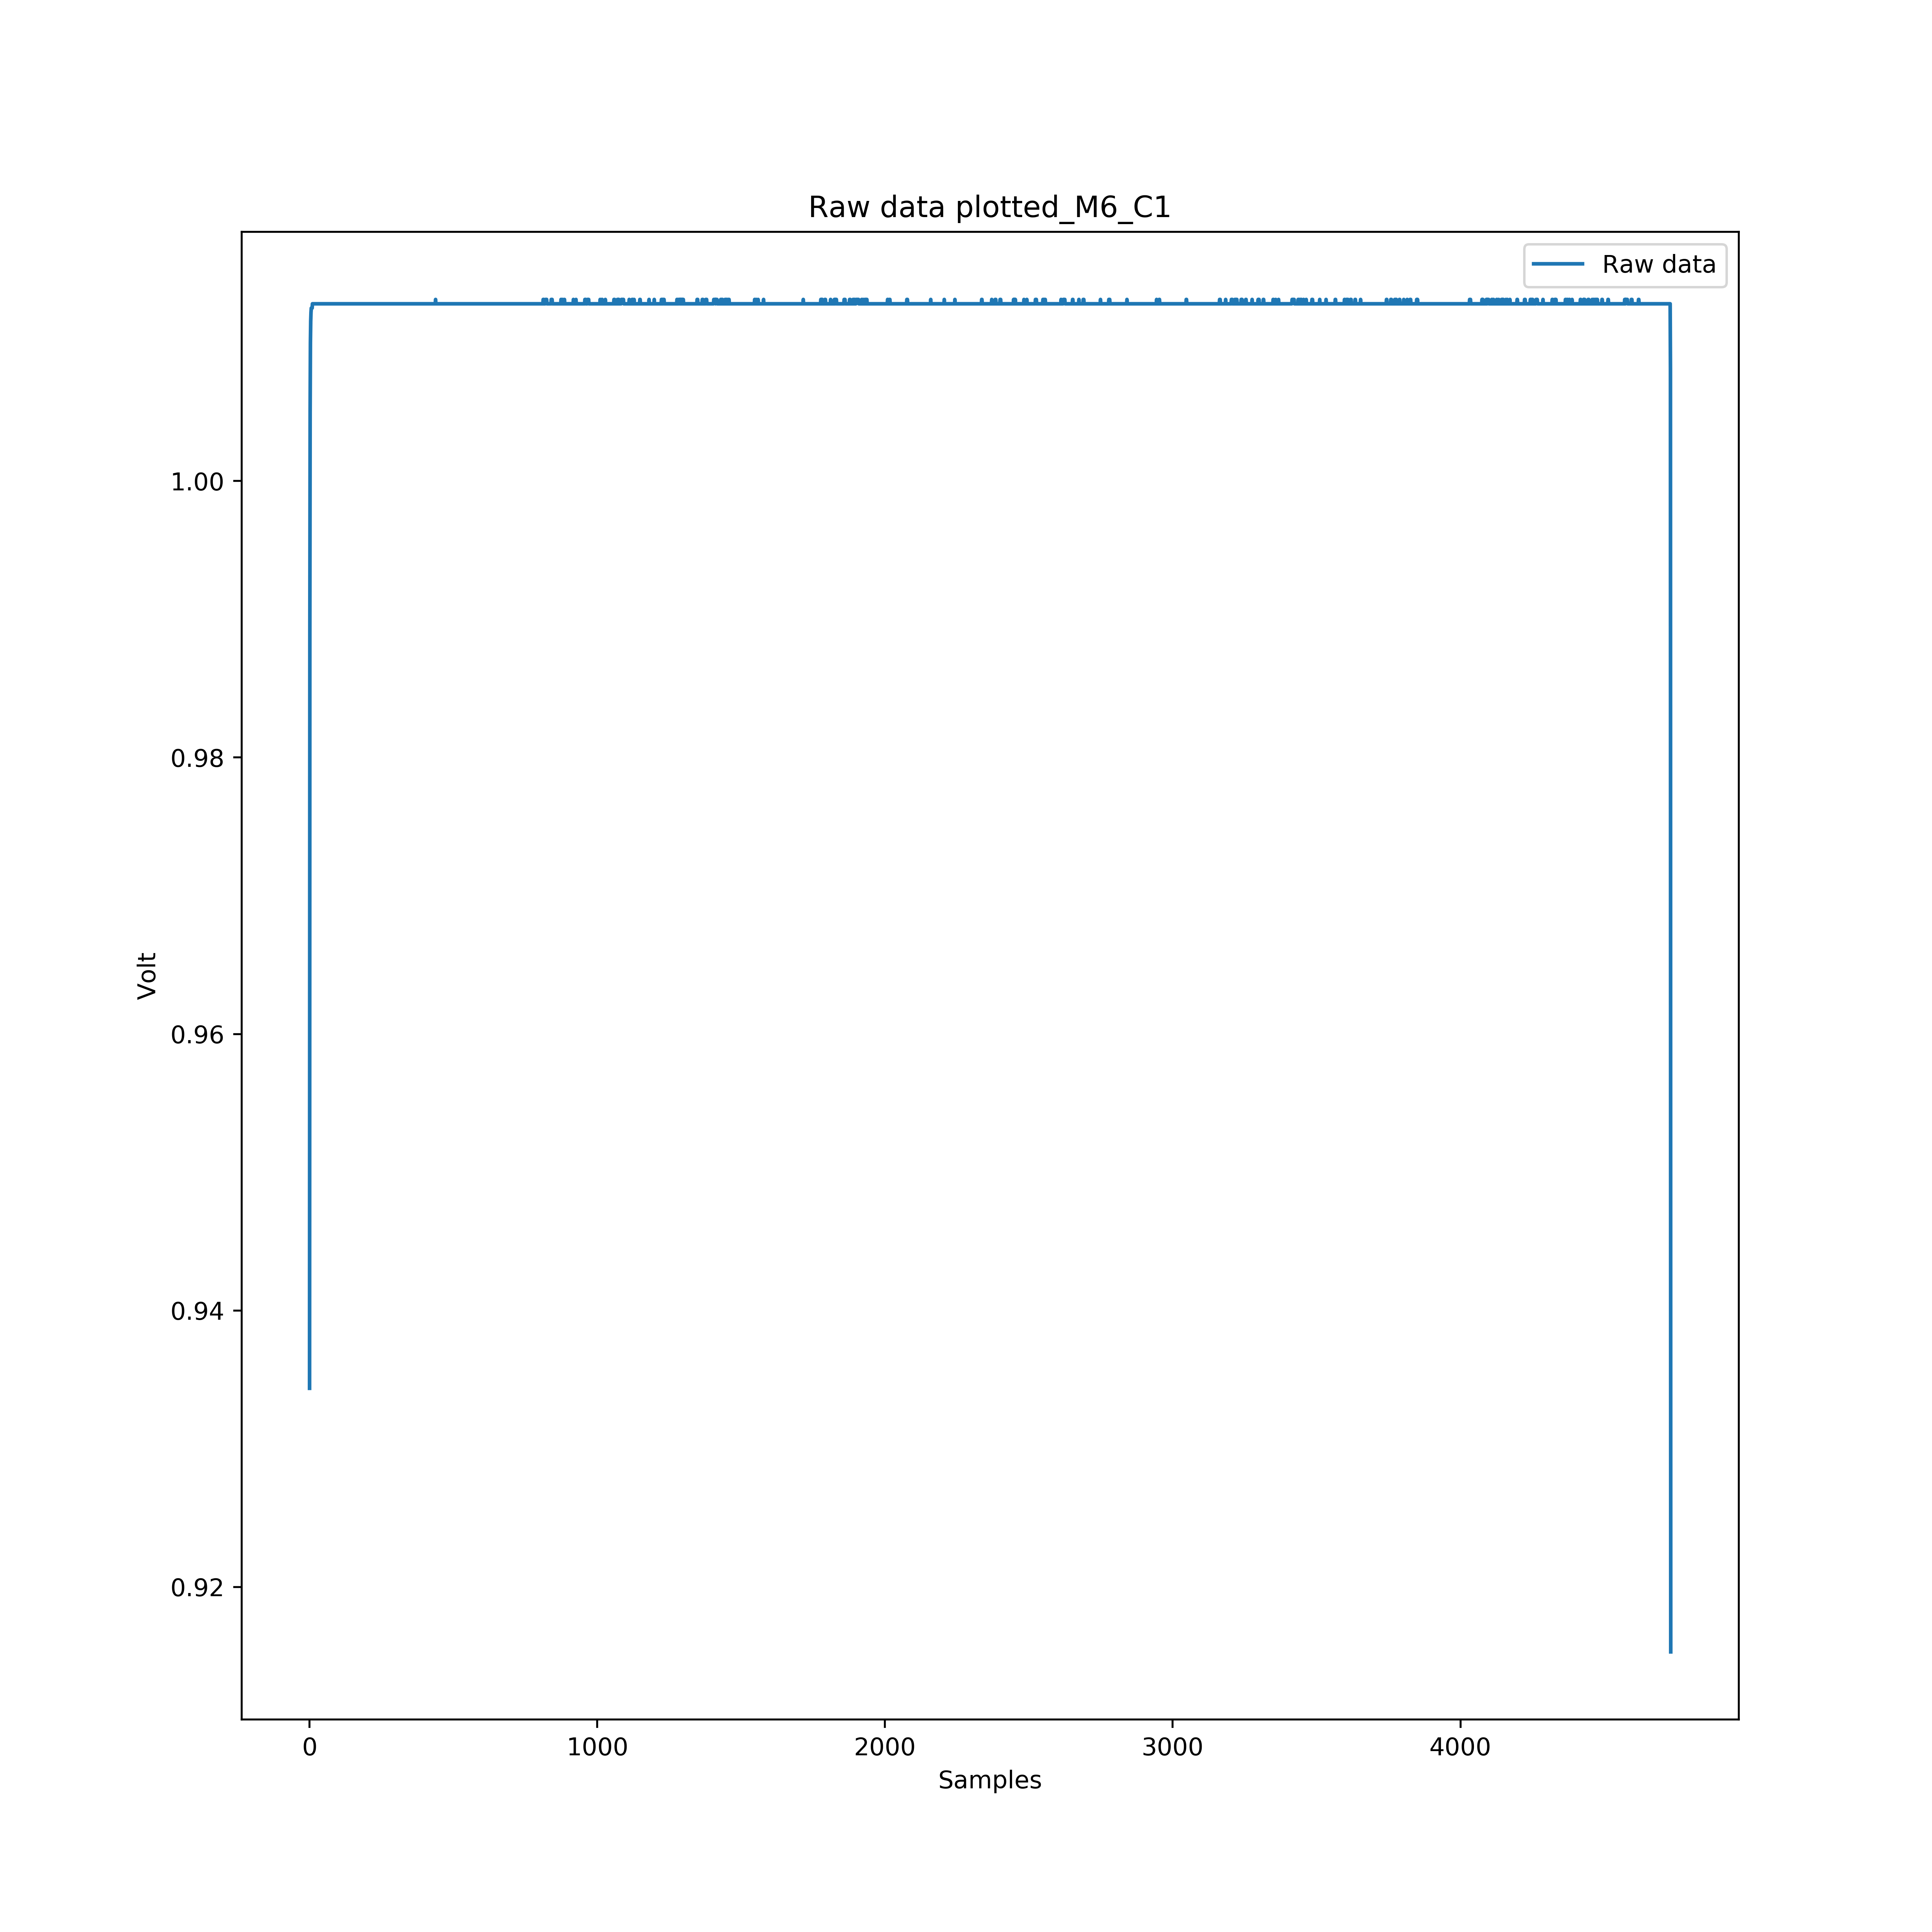 Raw data plotted_M6_C1
Raw data
1.00
0.98
0.96
0.94
0.92
Volt
0 1000 2000 3000 4000
Samples